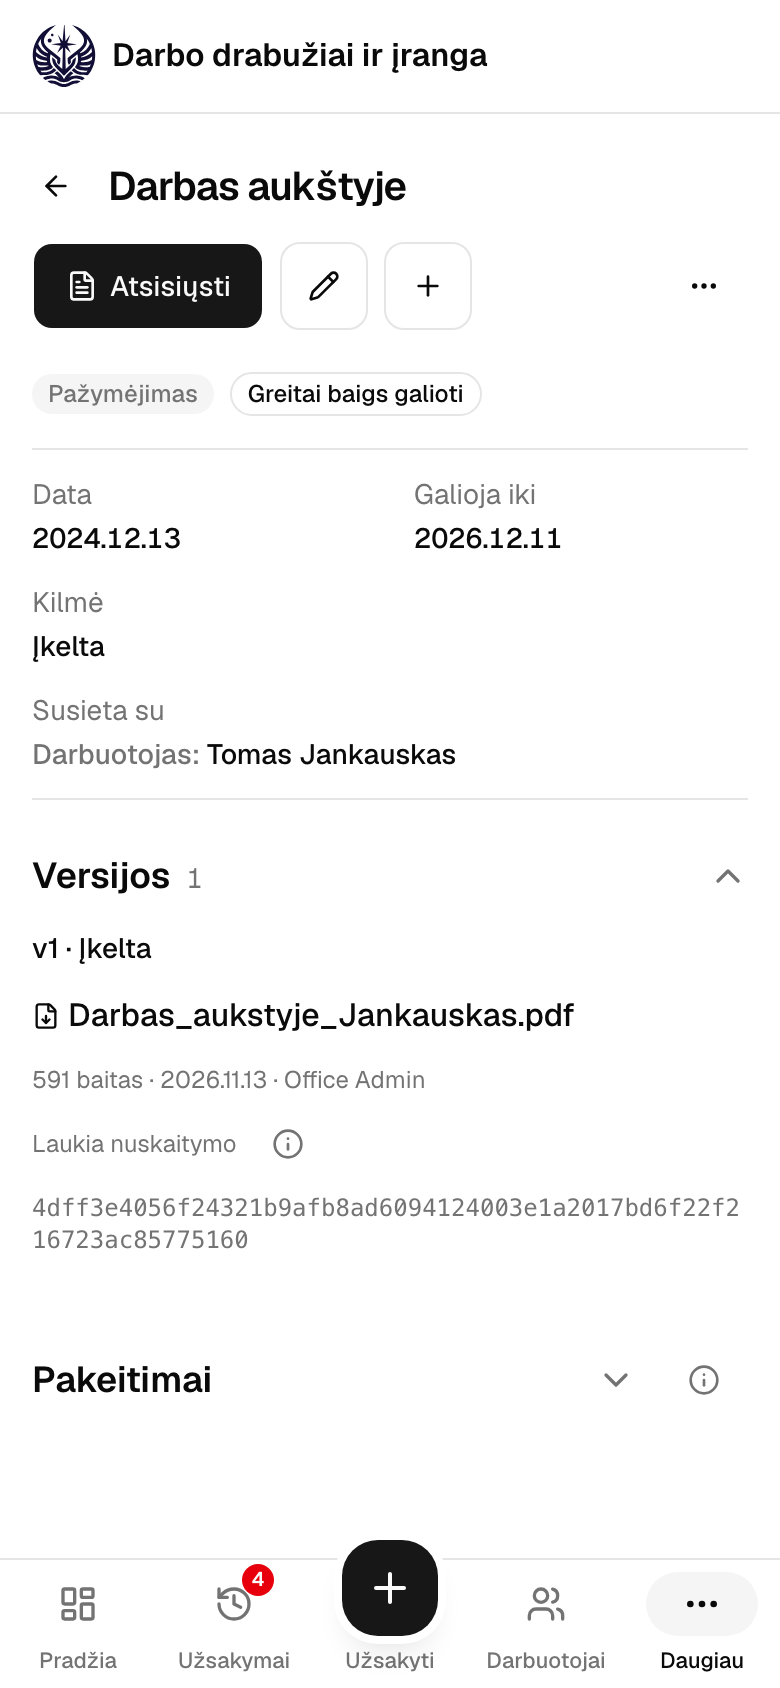 Darbo drabužiai ir įranga
Darbas aukštyje
Atsisiųsti
Pažymėjimas
Greitai baigs galioti
Data
Galioja iki
2024.12.13
2026.12.11
Kilmė
Įkelta
Susieta su
Darbuotojas: Tomas Jankauskas
Versijos 1
v1 · Įkelta
Darbas_aukstyje_Jankauskas.pdf
591 baitas · 2026.11.13 · Office Admin
Laukia nuskaitymo
4dff3e4056f24321b9afb8ad6094124003e1a2017bd6f22f2
16723ac85775160
Pakeitimai
4
Pradžia
Užsakymai
Užsakyti
Darbuotojai
Daugiau